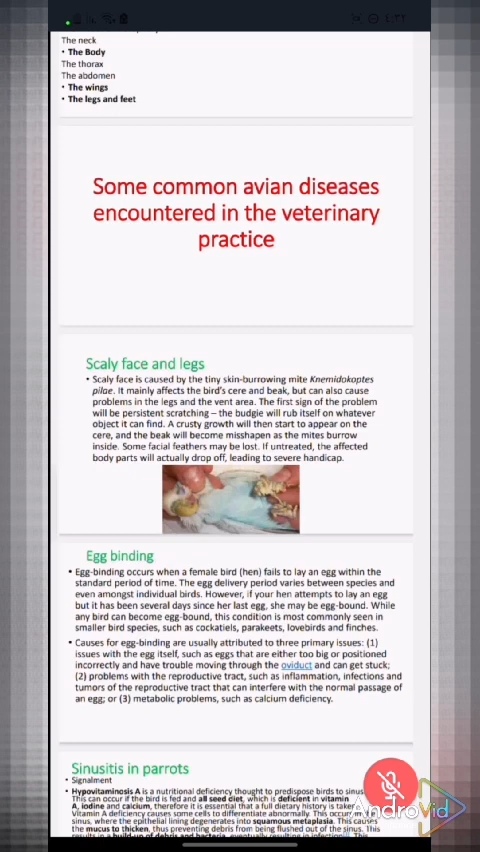 The neck
• The Body
The thorax
The abdomen
• The wings
• The legs and feet
Some common avian diseases
encountered in the veterinary
practice
Scaly face and legs
• Scaly face is caused by the tiny skin-burrowing mite Knemidokoptes
pilae. It mainly affects the bird's cere and beak, but can also cause
problems in the legs and the vent area. The first sign of the problem
will be persistent scratching – the budgie will rub itself on whatever
object it can find. A crusty growth will then start to appear on the
cere, and the beak will become misshapen as the mites burrow
inside. Some facial feathers may be lost. If untreated, the affected
body parts will actually drop off, leading to severe handicap.
Egg binding
• Egg-binding occurs when a female bird (hen) fails to lay an egg within the
standard period of time. The egg delivery period varies between species and
even amongst individual birds. However, if your hen attempts to lay an egg
but it has been several days since her last egg, she may be egg-bound. While
any bird can become egg-bound, this condition is most commonly seen in
smaller bird species, such as cockatiels, parakeets, lovebirds and finches.
• Causes for egg-binding are usually attributed to three primary issues: (1)
issues with the egg itself, such as eggs that are either too big or positioned
incorrectly and have trouble moving through the oviduct and can get stuck;
(2) problems with the reproductive tract, such as inflammation, infections and
tumors of the reproductive tract that can interfere with the normal passage of
an egg; or (3) metabolic problems, such as calcium deficiency.
Sinusitis in parrots
• Signalment
• Hypovitaminosis A is a nutritional deficiency thought to predispose birds to
This can occur if the bird is fed and all seed diet, which is deficient in vitamin
A, iodine and calcium, therefore it is essential that a full dietary history is
Vitamin A deficiency causes some cells to differentiate abnormally. This
sinus, where the epithelial lining degenerates into squamous metaplasia. This causes
the mucus to thicken, thus preventing debris from being flushed out of the sinus. This
results in a build-up of debris and bacteria, eventually resulting in This
AndroVid